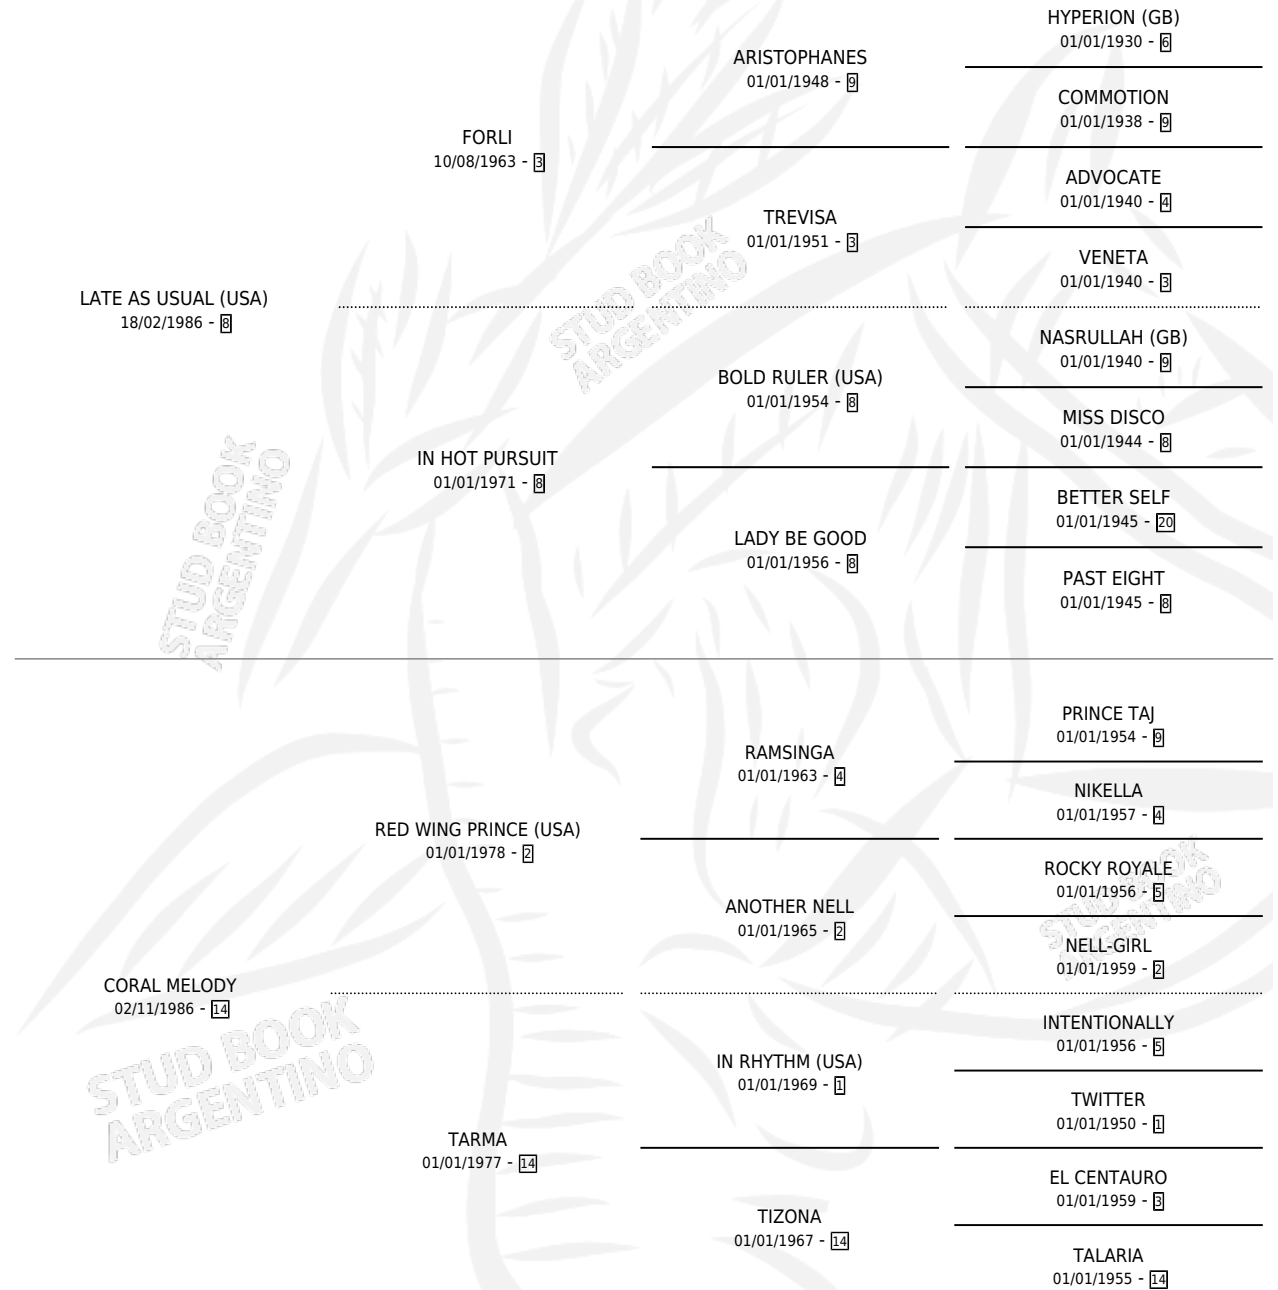 HYPERION (GB)
01/01/1930 - 6
ARISTOPHANES
01/01/1948 - 9
COMMOTION
01/01/1938 - 9
FORLI
10/08/1963 - 3
ADVOCATE
01/01/1940 - 4
TREVISA
01/01/1951 - 3
VENETA
01/01/1940 - 3
LATE AS USUAL (USA)
18/02/1986 - 8
NASRULLAH (GB)
01/01/1940 - 9
BOLD RULER (USA)
01/01/1954 - 8
MISS DISCO
01/01/1944 - 8
IN HOT PURSUIT
01/01/1971 - 8
BETTER SELF
01/01/1945 - 20
LADY BE GOOD
01/01/1956 - 8
PAST EIGHT
01/01/1945 - 8
PRINCE TAJ
01/01/1954 - 9
RAMSINGA
01/01/1963 - 4
NIKELLA
01/01/1957 - 4
RED WING PRINCE (USA)
01/01/1978 - 2
ROCKY ROYALE
01/01/1956 - 5
ANOTHER NELL
01/01/1965 - 2
NELL-GIRL
01/01/1959 - 2
CORAL MELODY
02/11/1986 - 14
INTENTIONALLY
01/01/1956 - 5
IN RHYTHM (USA)
01/01/1969 - 1
TWITTER
01/01/1950 - 1
TARMA
01/01/1977 - 14
EL CENTAURO
01/01/1959 - 3
TIZONA
01/01/1967 - 14
TALARIA
01/01/1955 - 14
STUD BOOK
ARGENTINO
STUD BOOK
ARGENTINO
STUD BOOK
ARGENTINO
STUD BOOK
ARGENTINO